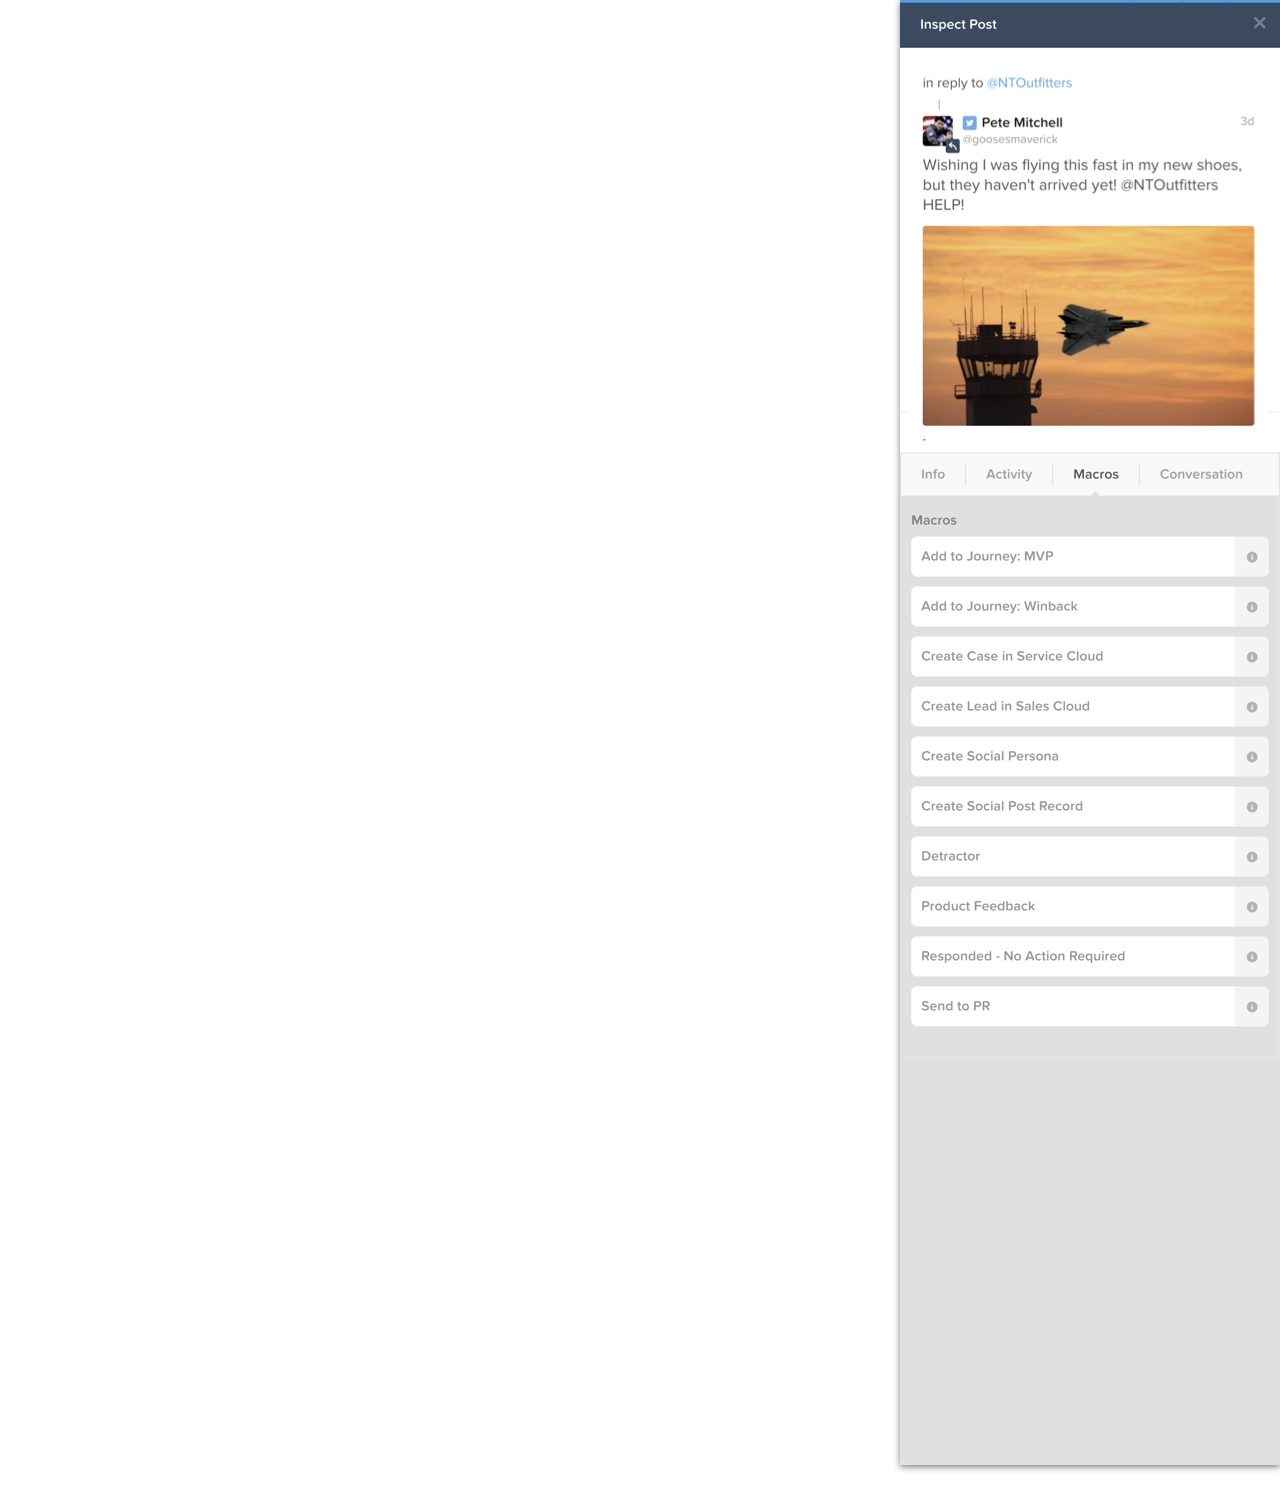 Inspect Post
in reply to @NTOutfitters
Pete Mitchell
3d
@goosesmaverick
Wishing I was flying this fast in my new shoes,
but they haven't arrived yet! @NTOutfitters
HELP!
Info
Activity
Macros
Conversation
Macros
Add to Journey: MVP
Add to Journey: Winback
Create Case in Service Cloud
Create Lead in Sales Cloud
Create Social Persona
Create Social Post Record
Detractor
Product Feedback
Responded - No Action Required
Send to PR